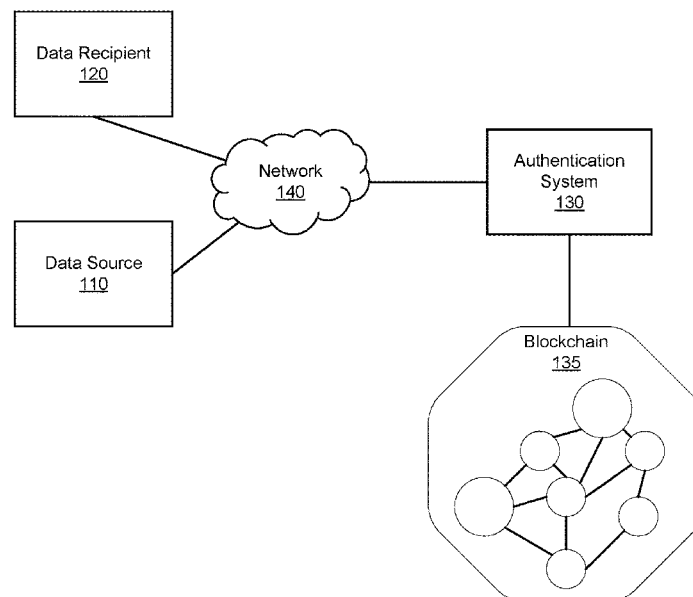 Data Recipient
120
Network
140
Authentication
System
130
Data Source
110
Blockchain
135